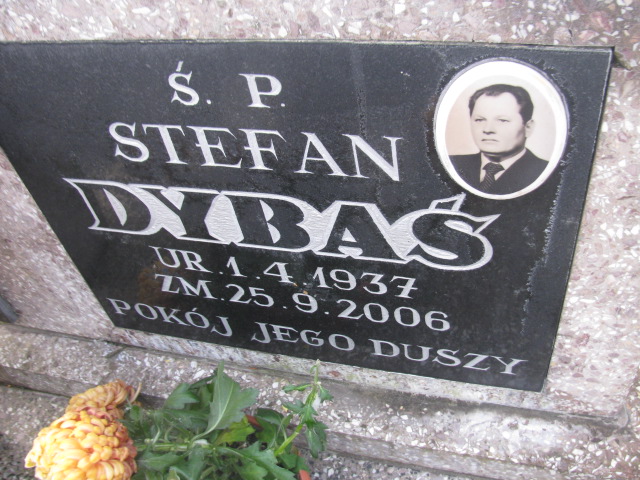 Ś. P.
STEFAN
DYBAŚ
UR. 1. 4. 1937
ZM. 25. 9. 2006
POKÓJ JEGO DUSZY